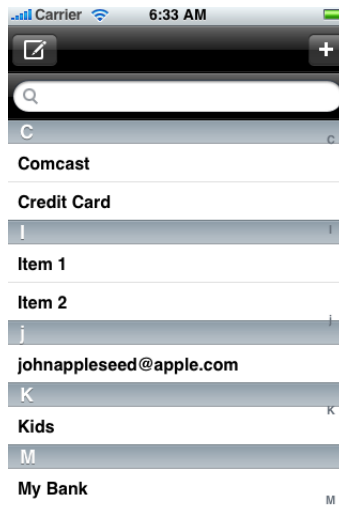 Carrier 6:33 AM
+
C
C
Comcast
Credit Card
I
I
Item 1
Item 2
j
j
johnappleseed@apple.com
K
K
Kids
M
My Bank
M